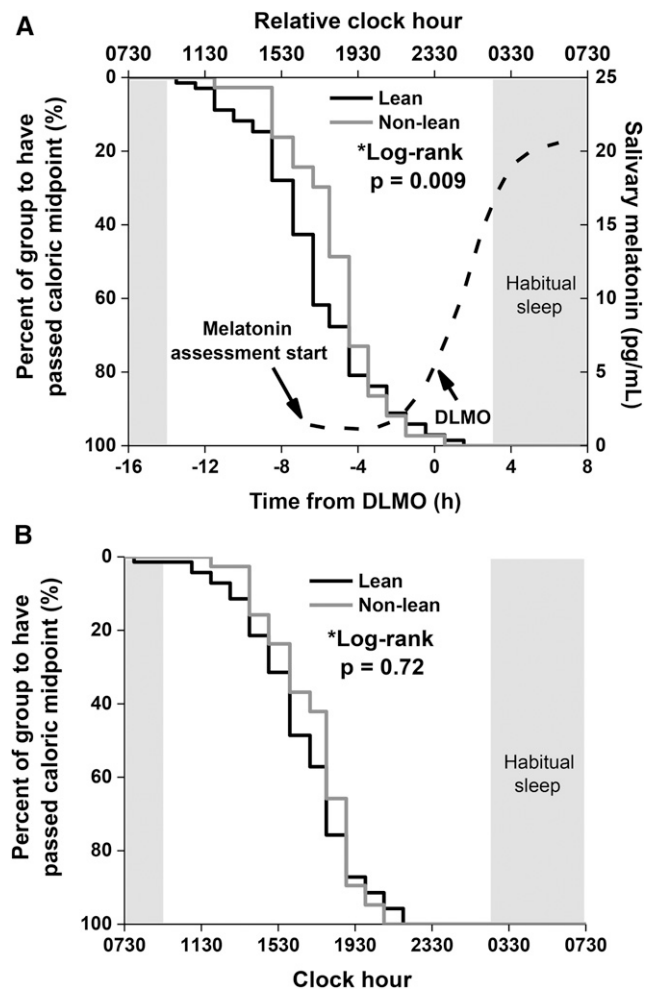 A
Relative clock hour
0730 1130 1530 1930 2330 0330 0730
Percent of group to have
passed caloric midpoint (%)
0
20
40
60
80
100
Lean
Non-lean
*Log-rank
p = 0.009
Melatonin
assessment start
DLMO
Habitual
sleep
25
20
15
10
5
0
Salivary melatonin (pg/mL)
-16 -12 -8 -4 0 4 8
Time from DLMO (h)
B
Percent of group to have
passed caloric midpoint (%)
0
20
40
60
80
100
Lean
Non-lean
*Log-rank
p = 0.72
Habitual
sleep
0730 1130 1530 1930 2330 0330 0730
Clock hour